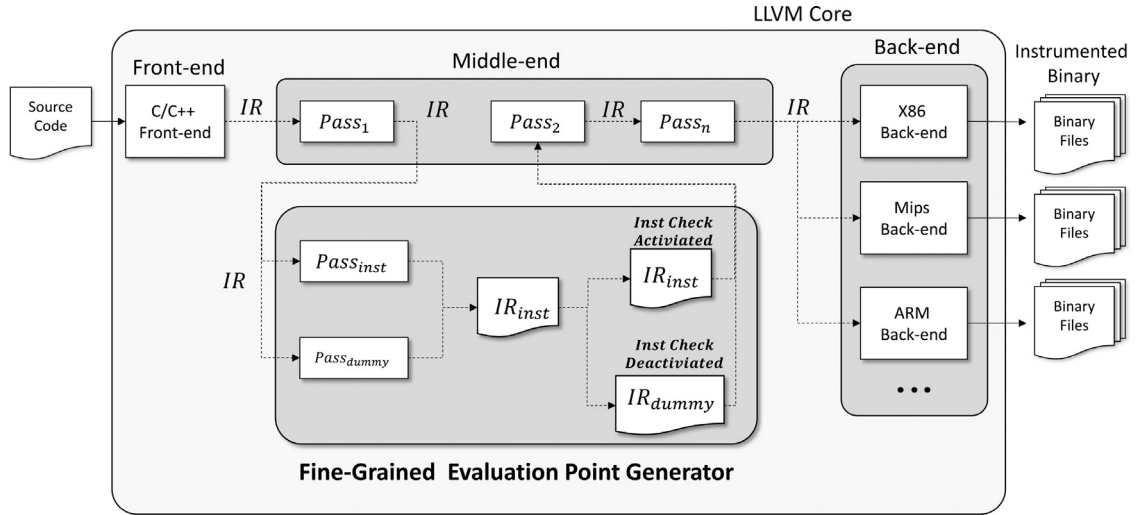 LLVM Core
Front-end
Middle-end
Back-end
Instrumented
Binary
Source
Code
C/C++
Front-end
IR
Pass1
IR
Pass2
IR
Passn
IR
X86
Back-end
Binary
Files
Mips
Back-end
Binary
Files
ARM
Back-end
Binary
Files
...
IR
Passinst
Passdummy
IRinst
Inst Check
Activiated
IRinst
Inst Check
Deactiviated
IRdummy
Fine-Grained Evaluation Point Generator